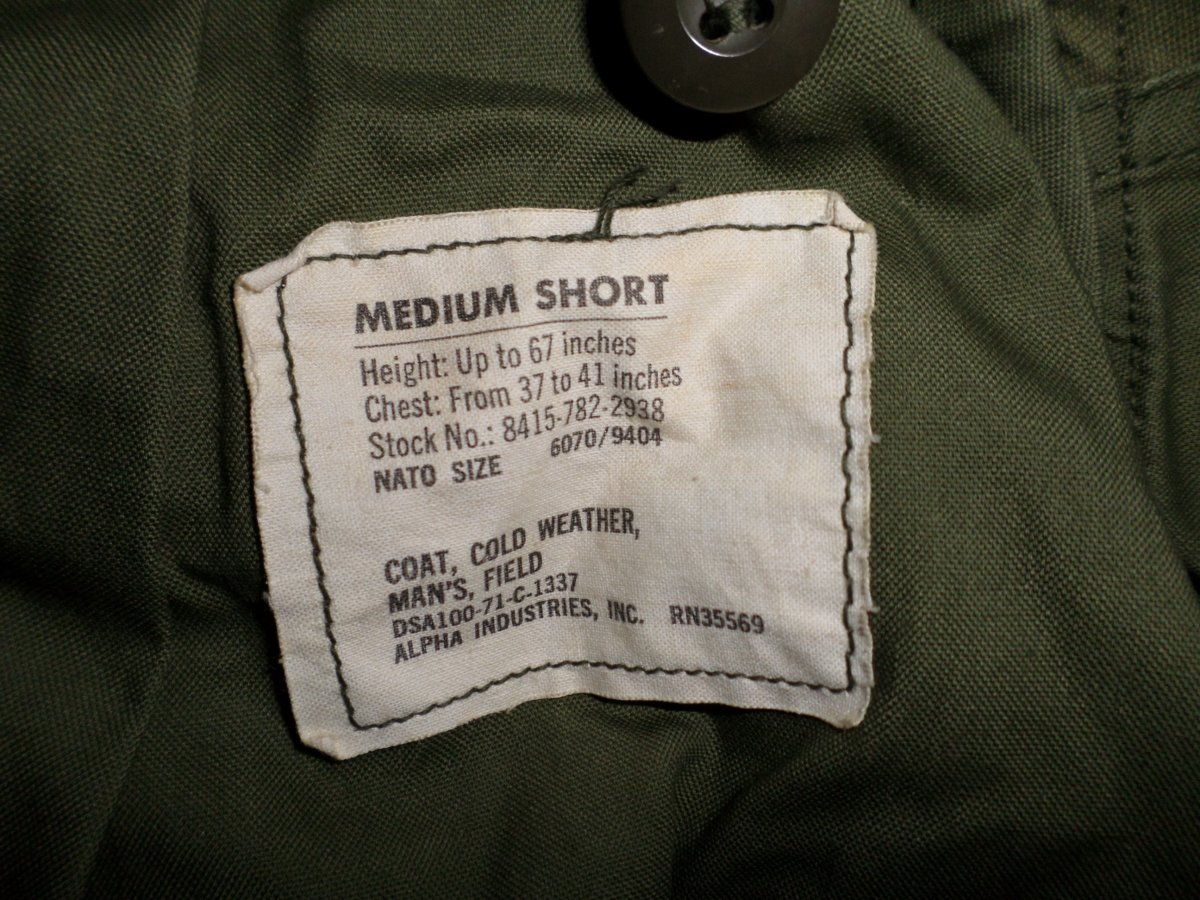 MEDIUM SHORT
Height: Up to 67 inches
Chest: From 37 to 41 inches
Stock No.: 8415-782-2938
NATO SIZE 6070/9404
COAT, COLD WEATHER,
MAN'S, FIELD
DSA100-71-C-1337
ALPHA INDUSTRIES, INC. RN35569